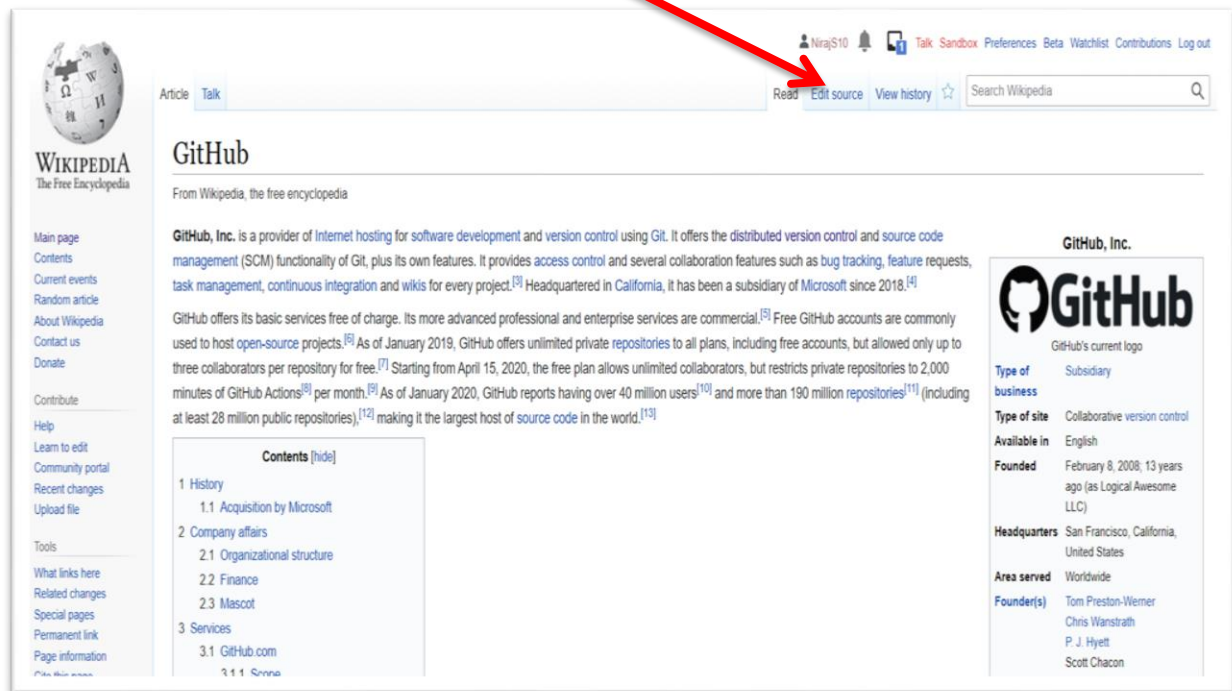 NirajS10 1 Talk Sandbox Preferences Beta Watchlist Contributions Log out
Article Talk Read Edit source View history Search Wikipedia
Ω W И
WIKIPEDIA
The Free Encyclopedia
Main page
Contents
Current events
Random article
About Wikipedia
Contact us
Donate
Contribute
Help
Learn to edit
Community portal
Recent changes
Upload file
Tools
What links here
Related changes
Special pages
Permanent link
Page information
Cite this page
GitHub
From Wikipedia, the free encyclopedia
GitHub, Inc. is a provider of Internet hosting for software development and version control using Git. It offers the distributed version control and source code
management (SCM) functionality of Git, plus its own features. It provides access control and several collaboration features such as bug tracking, feature requests,
task management, continuous integration and wikis for every project.[3] Headquartered in California, it has been a subsidiary of Microsoft since 2018.[4]
GitHub offers its basic services free of charge. Its more advanced professional and enterprise services are commercial.[5] Free GitHub accounts are commonly
used to host open-source projects.[6] As of January 2019, GitHub offers unlimited private repositories to all plans, including free accounts, but allowed only up to
three collaborators per repository for free.[7] Starting from April 15, 2020, the free plan allows unlimited collaborators, but restricts private repositories to 2,000
minutes of GitHub Actions[8] per month.[9] As of January 2020, GitHub reports having over 40 million users[10] and more than 190 million repositories[11] (including
at least 28 million public repositories),[12] making it the largest host of source code in the world.[13]
Contents [hide]
1 History
1.1 Acquisition by Microsoft
2 Company affairs
2.1 Organizational structure
2.2 Finance
2.3 Mascot
3 Services
3.1 GitHub.com
3.1.1 Scope
GitHub, Inc.
GitHub
GitHub's current logo
Type of business Subsidiary
Type of site Collaborative version control
Available in English
Founded February 8, 2008; 13 years
ago (as Logical Awesome
LLC)
Headquarters San Francisco, California,
United States
Area served Worldwide
Founder(s) Tom Preston-Werner
Chris Wanstrath
P. J. Hyett
Scott Chacon